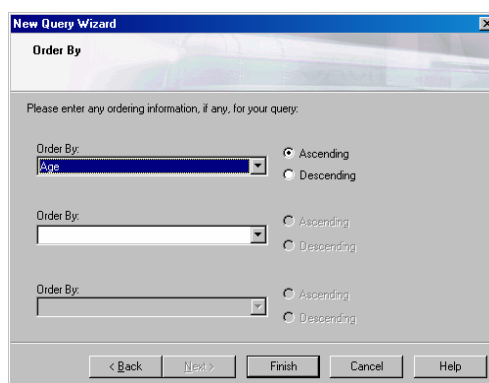 New Query Wizard
Order By
Please enter any ordering information, if any, for your query:
Order By:
Age
Ascending
Descending
Order By:
Ascending
Descending
Order By:
Ascending
Descending
< Back
Next >
Finish
Cancel
Help